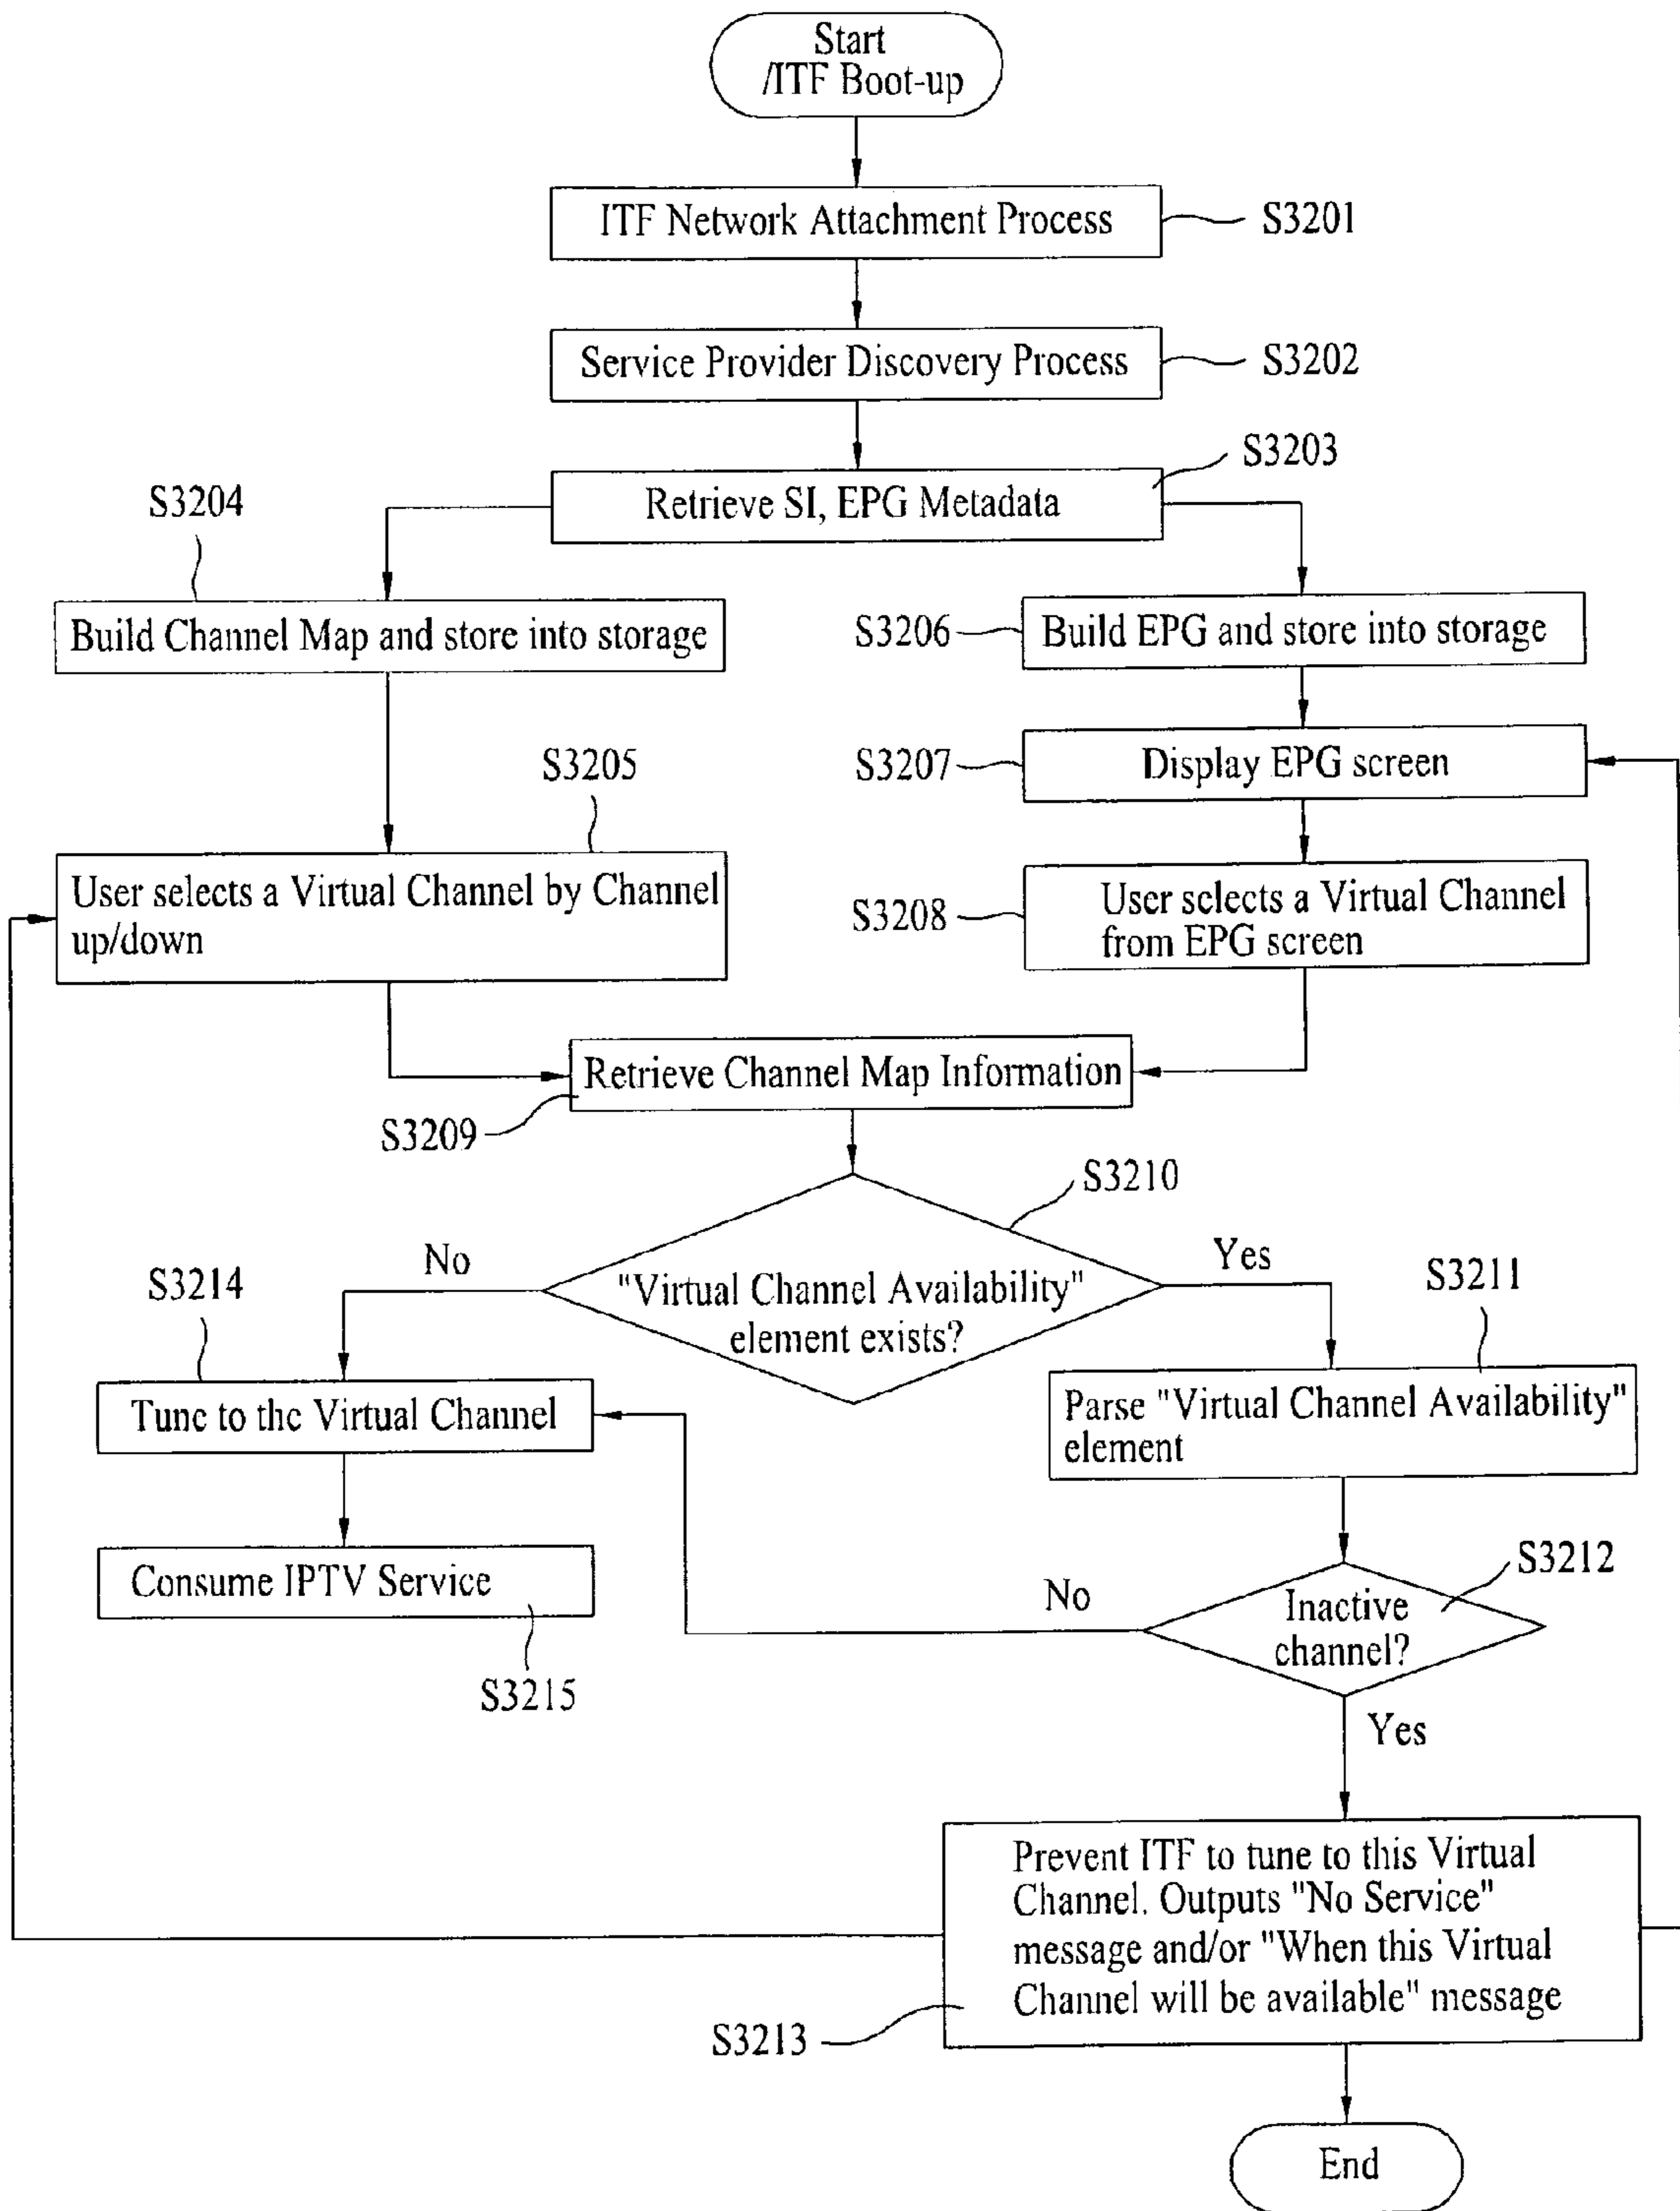 Start
/ITF Boot-up
ITF Network Attachment Process
S3201
Service Provider Discovery Process
S3202
S3203
Retrieve SI, EPG Metadata
S3204
Build Channel Map and store into storage
S3206
Build EPG and store into storage
S3205
S3207
Display EPG screen
User selects a Virtual Channel by Channel
up/down
S3208
User selects a Virtual Channel
from EPG screen
Retrieve Channel Map Information
S3209
S3210
No
Yes
"Virtual Channel Availability"
element exists?
S3214
S3211
Tune to the Virtual Channel
Parse "Virtual Channel Availability"
element
Consume IPTV Service
S3215
S3212
No
Inactive
channel?
Yes
Prevent ITF to tune to this Virtual
Channel. Outputs "No Service"
message and/or "When this Virtual
Channel will be available" message
S3213
End